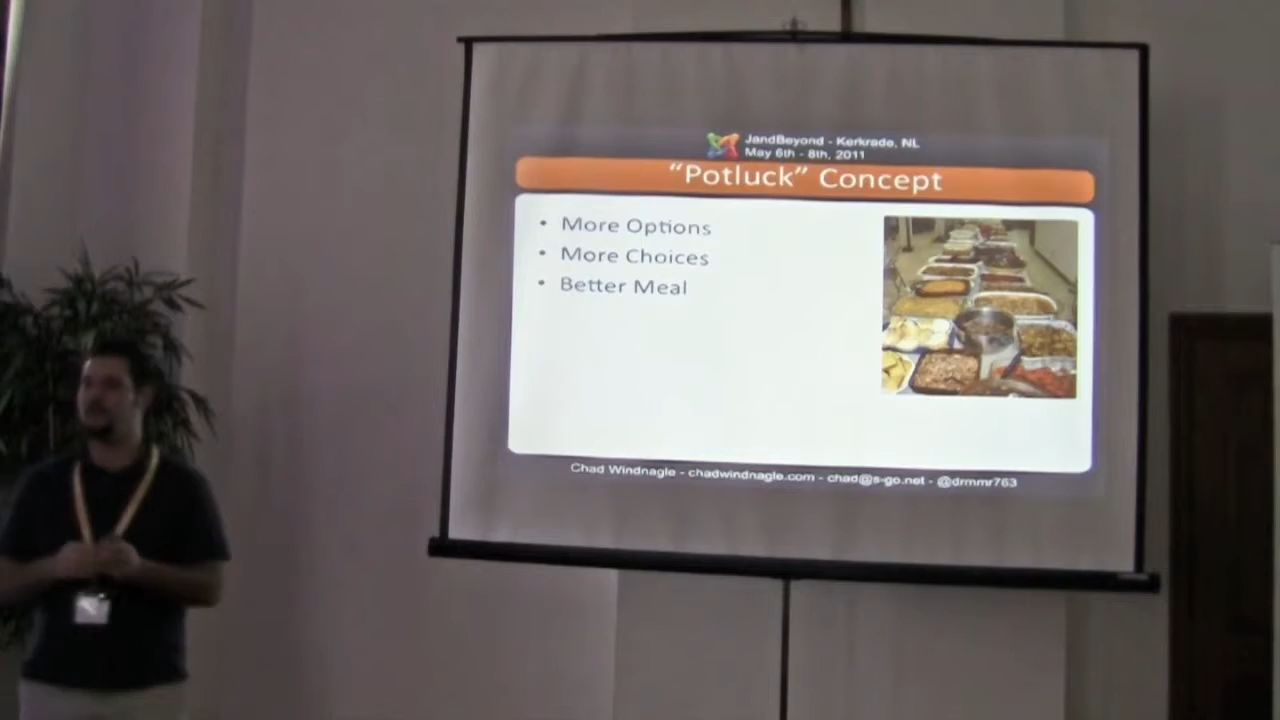 JandBeyond - Kerkrade, NL
May 6th - 8th, 2011
"Potluck" Concept
• More Options
• More Choices
• Better Meal
Chad Windnagle - chadwindnagle.com - chad@s-go.net - @drmmr763